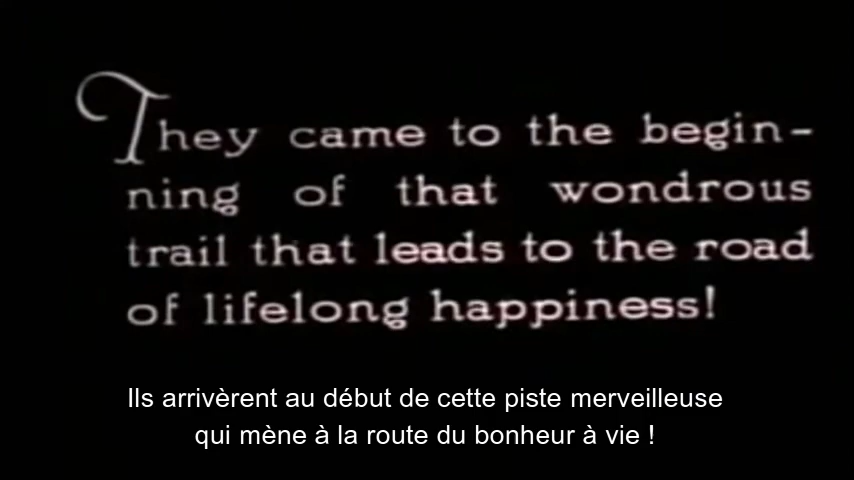 They came to the begin-
ning of that wondrous
trail that leads to the road
of lifelong happiness!
Ils arrivèrent au début de cette piste merveilleuse
qui mène à la route du bonheur à vie !